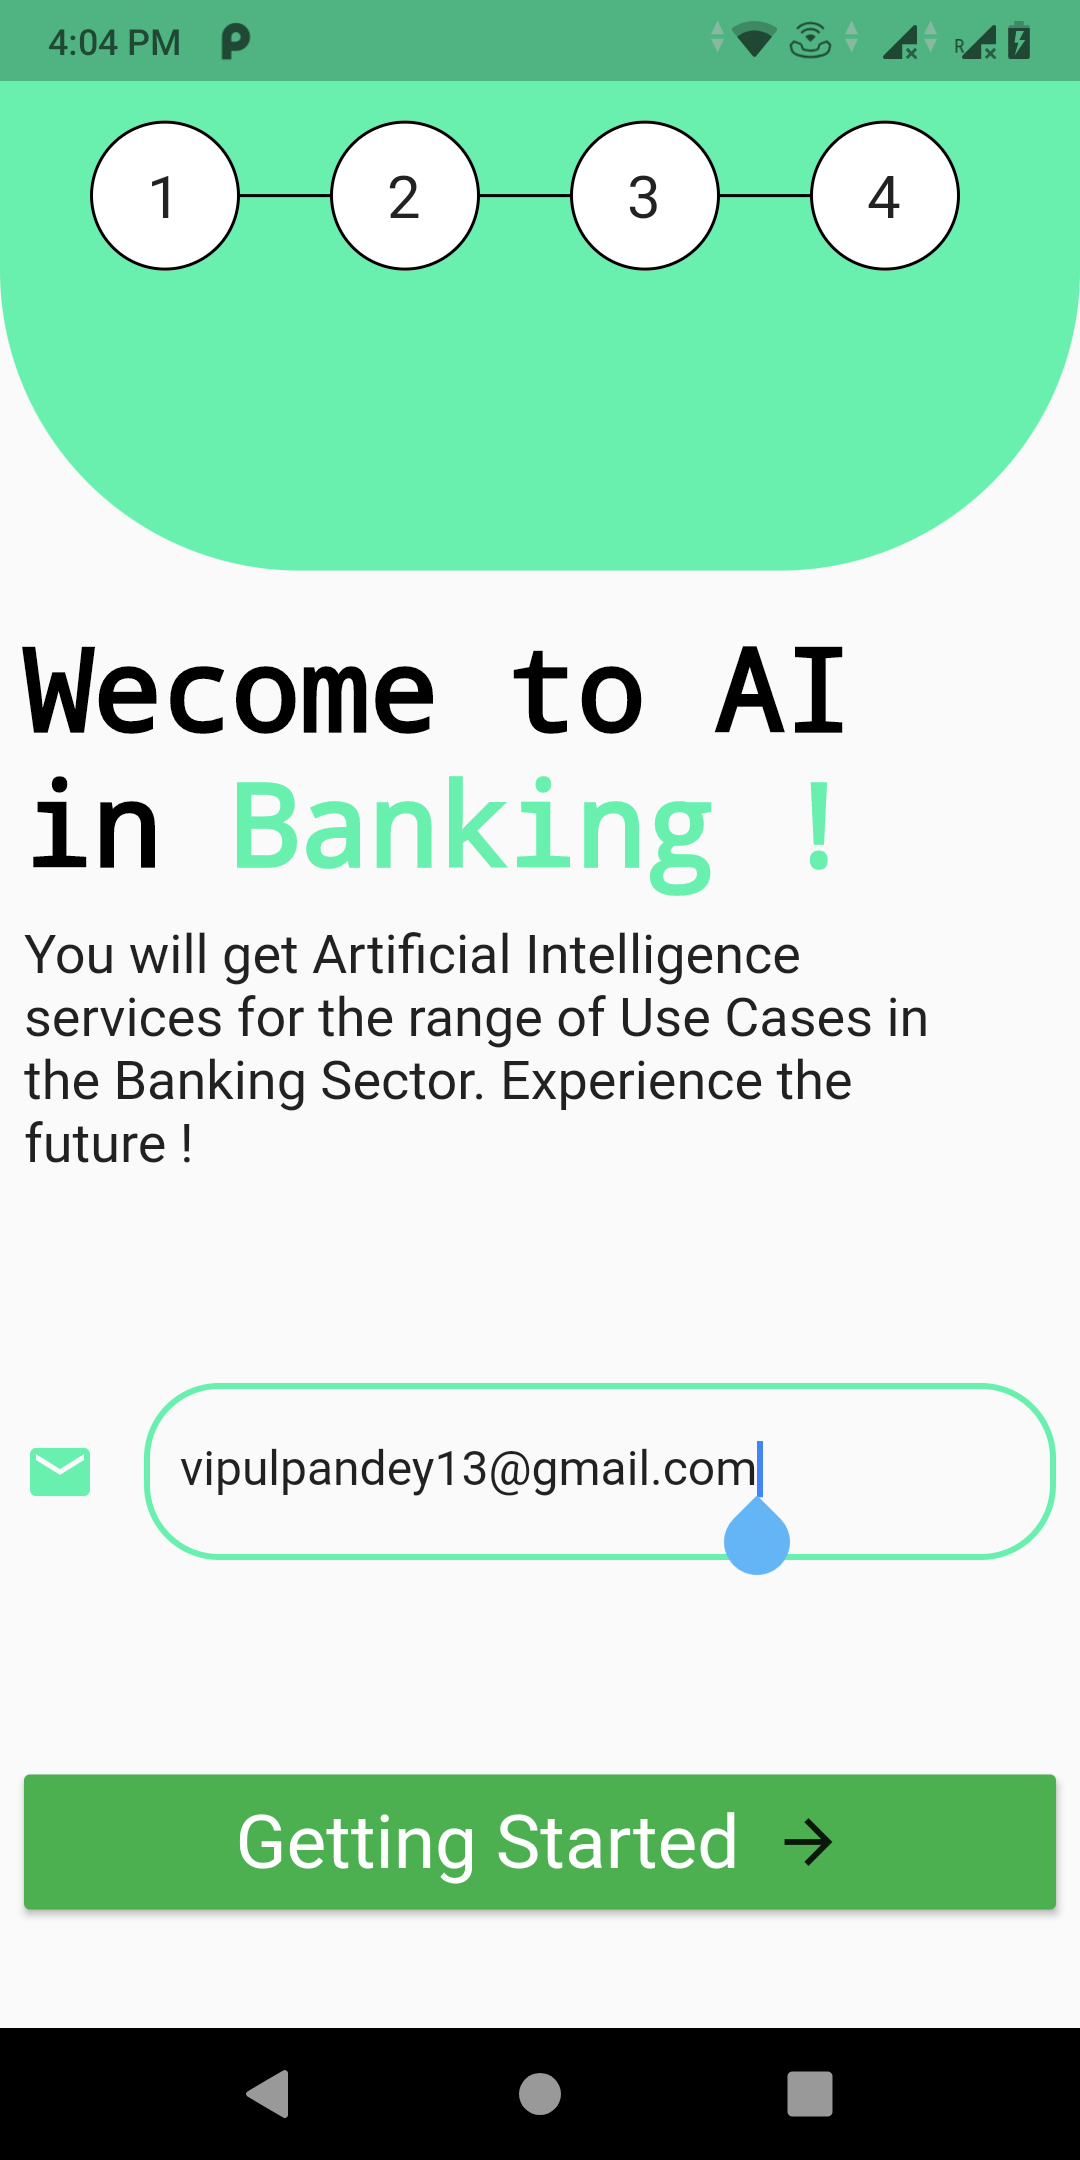 4:04 PM
R
1 2 3 4
Wecome to AI
in Banking !
You will get Artificial Intelligence
services for the range of Use Cases in
the Banking Sector. Experience the
future !
vipulpandey13@gmail.com
Getting Started